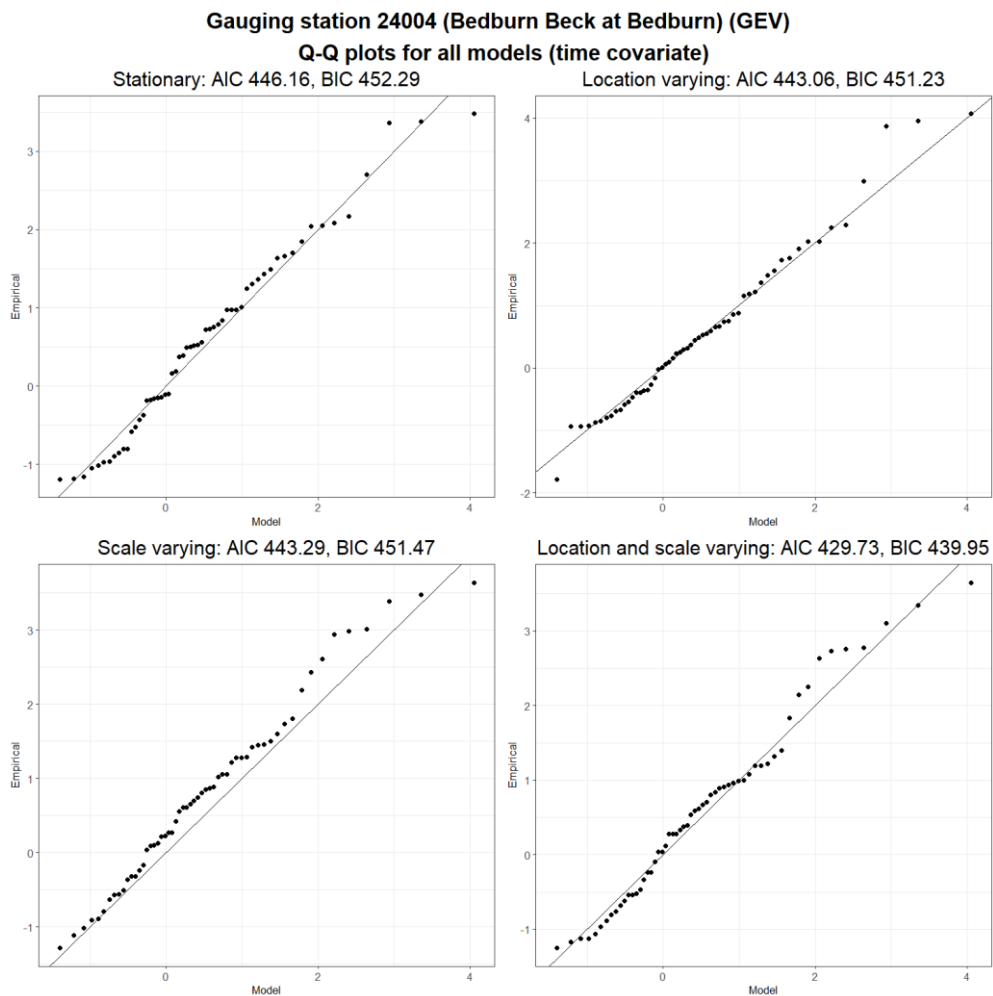 Gauging station 24004 (Bedburn Beck at Bedburn) (GEV)
Q-Q plots for all models (time covariate)
Stationary: AIC 446.16, BIC 452.29
3
2
1
0
-1
Empirical
0
2
4
Model
Location varying: AIC 443.06, BIC 451.23
4
2
0
-2
Empirical
0
2
4
Model
Scale varying: AIC 443.29, BIC 451.47
3
2
1
0
-1
Empirical
0
2
4
Model
Location and scale varying: AIC 429.73, BIC 439.95
3
2
1
0
-1
Empirical
0
2
4
Model